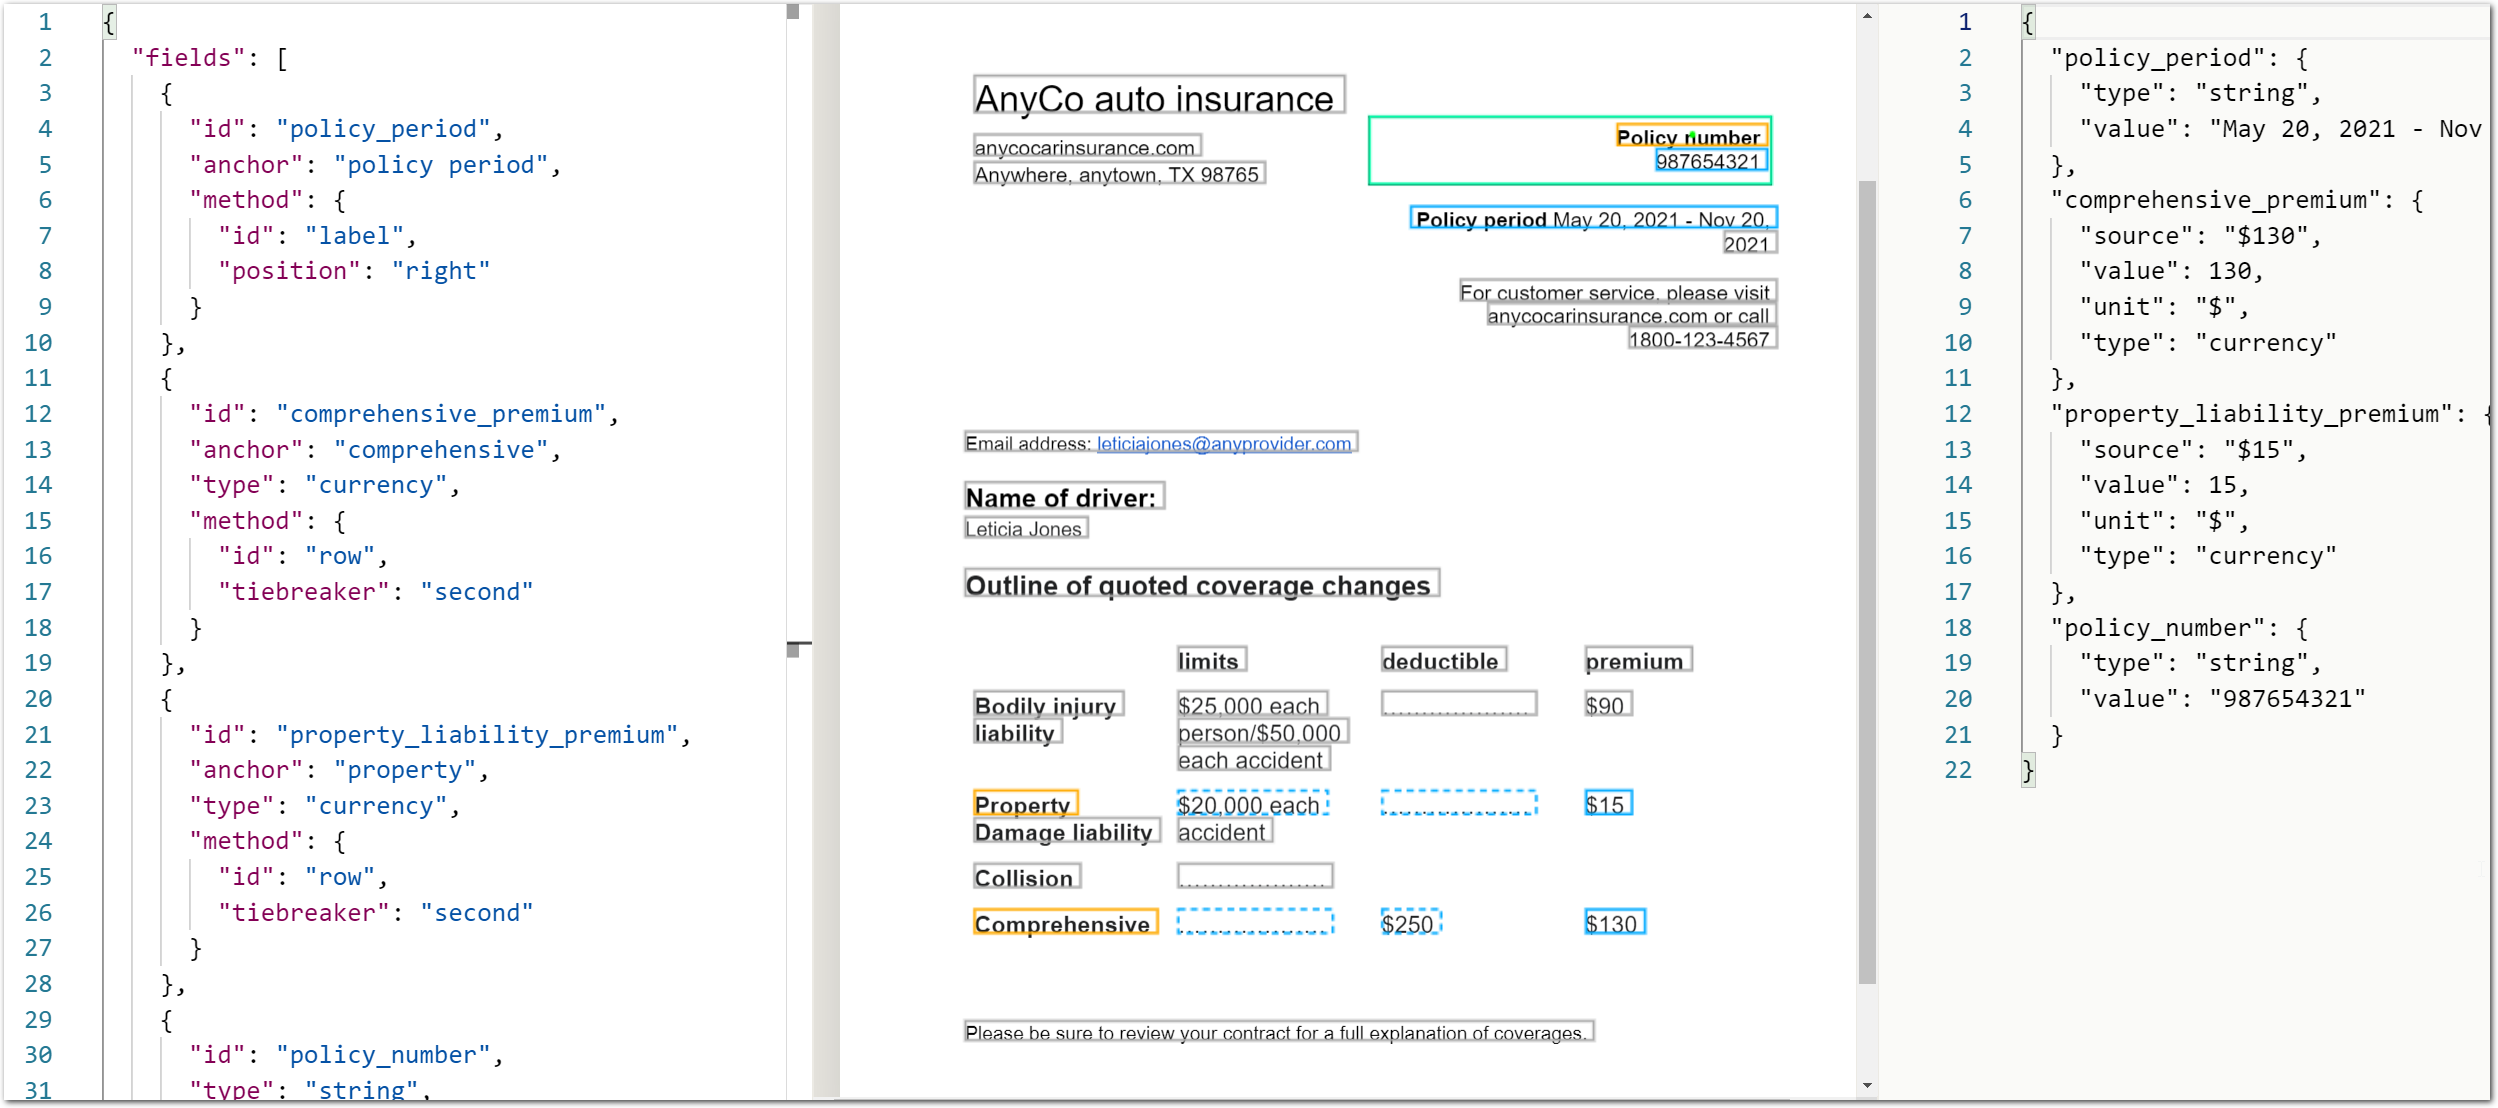 1 {
2 "fields": [
3 {
4 "id": "policy_period",
5 "anchor": "policy period",
6 "method": {
7 "id": "label",
8 "position": "right"
9 }
10 },
11 {
12 "id": "comprehensive_premium",
13 "anchor": "comprehensive",
14 "type": "currency",
15 "method": {
16 "id": "row",
17 "tiebreaker": "second"
18 }
19 },
20 {
21 "id": "property_liability_premium",
22 "anchor": "property",
23 "type": "currency",
24 "method": {
25 "id": "row",
26 "tiebreaker": "second"
27 }
28 },
29 {
30 "id": "policy_number",
31 "type": "string",
AnyCo auto insurance
anycocarinsurance.com
Anywhere, anytown, TX 98765
Policy number
987654321
Policy period May 20, 2021 - Nov 20,
2021
For customer service, please visit
anycocarinsurance.com or call
1800-123-4567
Email address: leticiajones@anyprovider.com
Name of driver:
Leticia Jones
Outline of quoted coverage changes
limits deductible premium
Bodily injury $25,000 each ................... $90
liability person/$50,000
each accident
Property $20,000 each ................... $15
Damage liability accident
Collision ...................
Comprehensive ................... $250 $130
Please be sure to review your contract for a full explanation of coverages.
1 {
2 "policy_period": {
3 "type": "string",
4 "value": "May 20, 2021 - Nov
5 },
6 "comprehensive_premium": {
7 "source": "$130",
8 "value": 130,
9 "unit": "$",
10 "type": "currency"
11 },
12 "property_liability_premium": {
13 "source": "$15",
14 "value": 15,
15 "unit": "$",
16 "type": "currency"
17 },
18 "policy_number": {
19 "type": "string",
20 "value": "987654321"
21 }
22 }